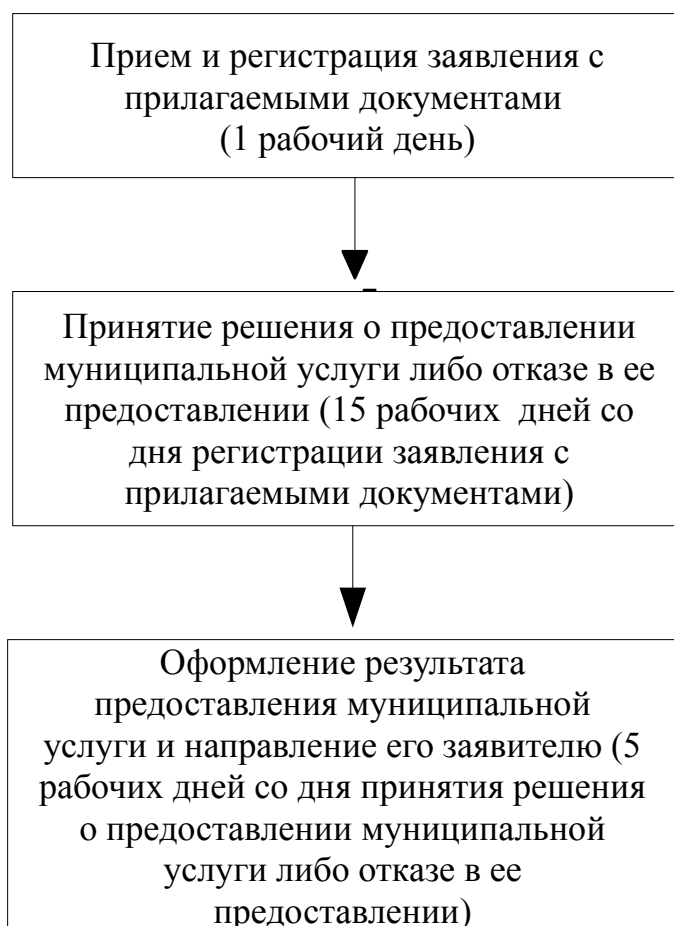 Прием и регистрация заявления с
прилагаемыми документами
(1 рабочий день)
Принятие решения о предоставлении
муниципальной услуги либо отказе в ее
предоставлении (15 рабочих  дней со
дня регистрации заявления с
прилагаемыми документами)
Оформление результата
предоставления муниципальной
услуги и направление его заявителю (5
рабочих дней со дня принятия решения
о предоставлении муниципальной
услуги либо отказе в ее
предоставлении)